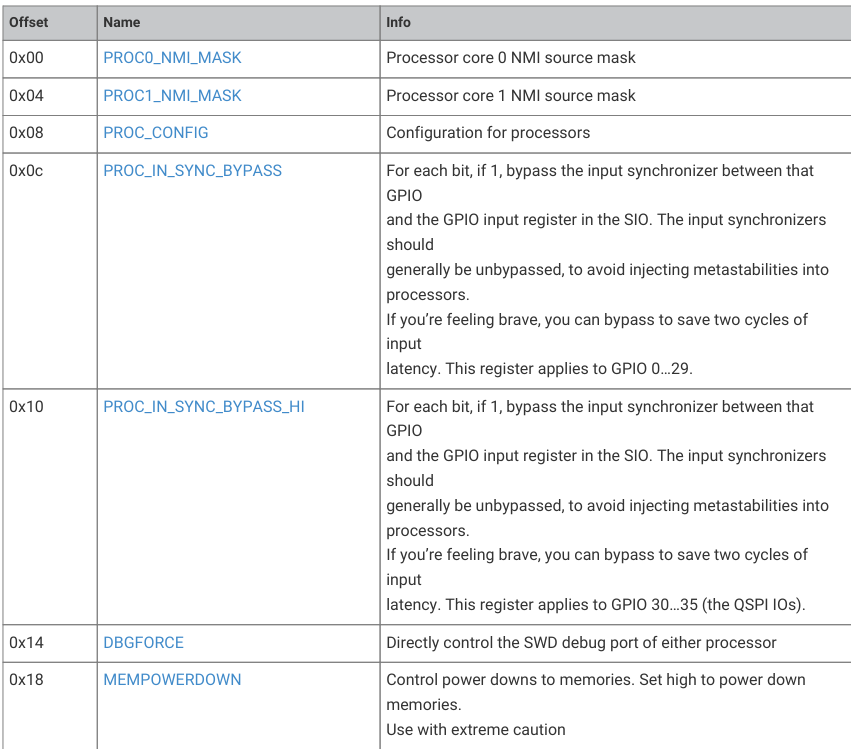 Offset Name Info
0x00 PROC0_NMI_MASK Processor core 0 NMI source mask
0x04 PROC1_NMI_MASK Processor core 1 NMI source mask
0x08 PROC_CONFIG Configuration for processors
0x0c PROC_IN_SYNC_BYPASS For each bit, if 1, bypass the input synchronizer between that
GPIO
and the GPIO input register in the SIO. The input synchronizers
should
generally be unbypassed, to avoid injecting metastabilities into
processors.
If you’re feeling brave, you can bypass to save two cycles of
input
latency. This register applies to GPIO 0…29.
0x10 PROC_IN_SYNC_BYPASS_HI For each bit, if 1, bypass the input synchronizer between that
GPIO
and the GPIO input register in the SIO. The input synchronizers
should
generally be unbypassed, to avoid injecting metastabilities into
processors.
If you’re feeling brave, you can bypass to save two cycles of
input
latency. This register applies to GPIO 30…35 (the QSPI IOs).
0x14 DBGFORCE Directly control the SWD debug port of either processor
0x18 MEMPOWERDOWN Control power downs to memories. Set high to power down
memories.
Use with extreme caution